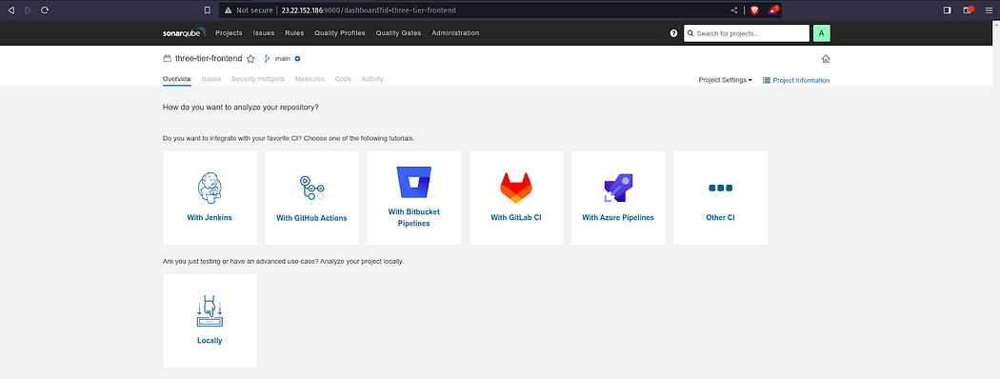 Not secure | 23.22.152.186:9000/dashboard?id=three-tier-frontend
sonarqube Projects Issues Rules Quality Profiles Quality Gates Administration Search for projects... A
three-tier-frontend main
Overview Issues Security Hotspots Measures Code Activity Project Settings Project Information
How do you want to analyze your repository?
Do you want to integrate with your favorite CI? Choose one of the following tutorials.
With Jenkins
With GitHub Actions
With Bitbucket
Pipelines
With GitLab CI
With Azure Pipelines
Other CI
Are you just testing or have an advanced use-case? Analyze your project locally.
Locally